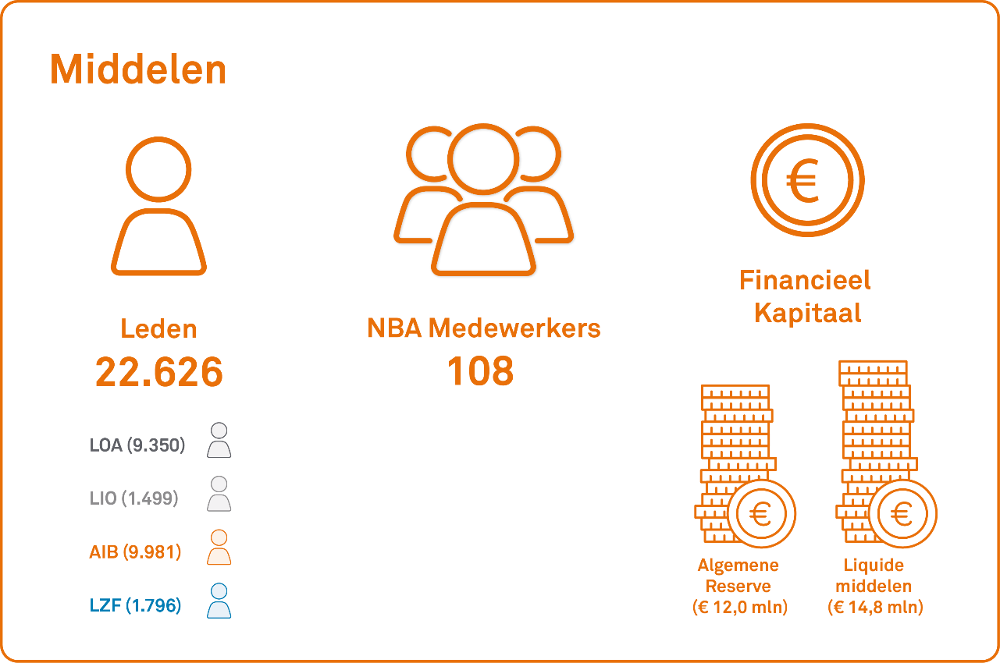 Middelen
Leden
22.626
LOA (9.350)
LIO (1.499)
AIB (9.981)
LZF (1.796)
NBA Medewerkers
108
€
Financieel
Kapitaal
€
Algemene
Reserve
(€ 12,0 mln)
€
Liquide
middelen
(€ 14,8 mln)